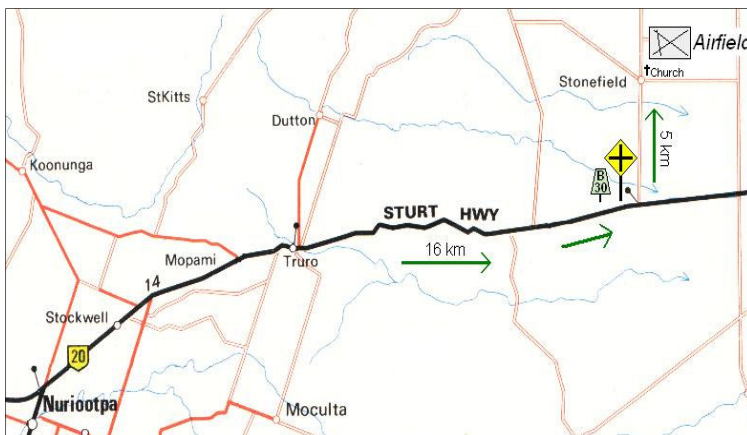 Airfield
Church
Stonefield
StKitts
Dutton
5 km
Koonunga
B
30
STURT HWY
16 km
Mopami
Truro
14
Stockwell
20
Nuriootpa
Moculta